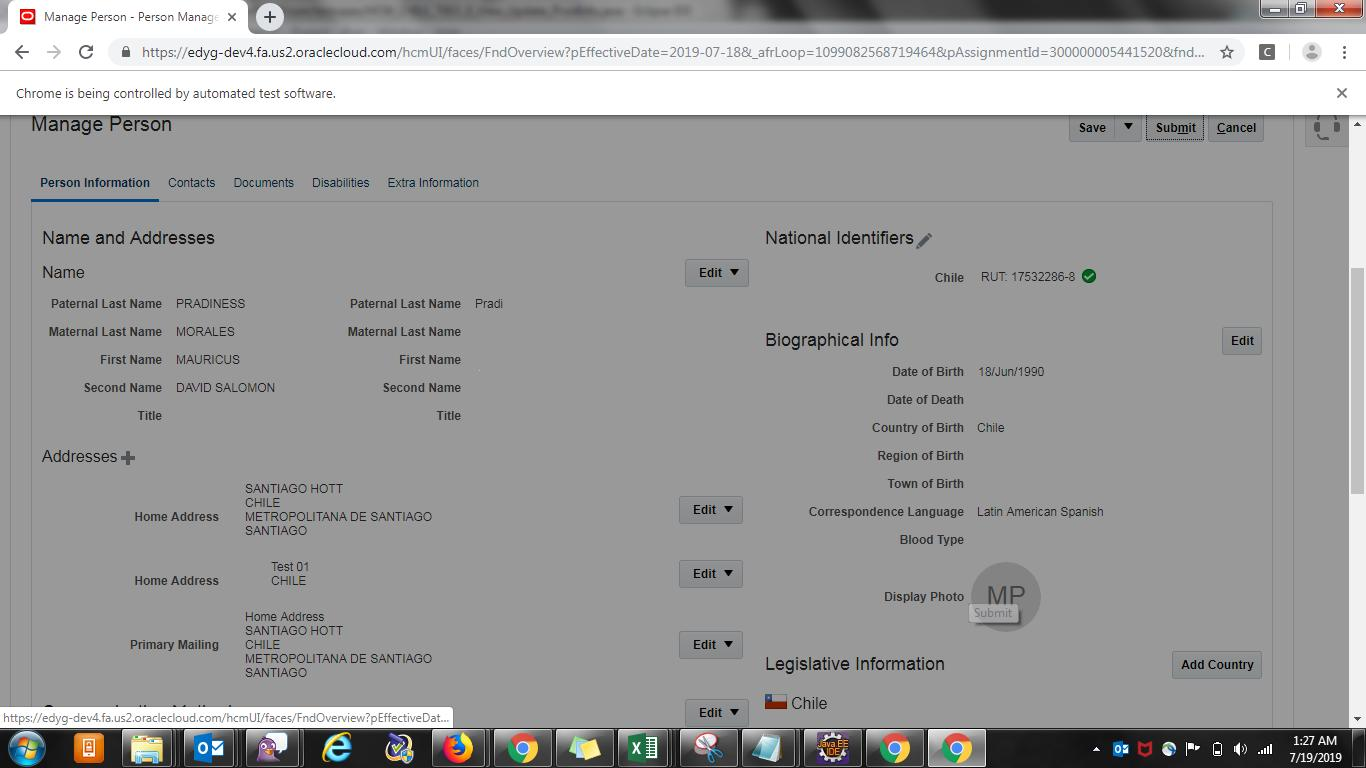 Manage Person - Person Manage
https://edyg-dev4.fa.us2.oraclecloud.com/hcmUI/faces/FndOverview?pEffectiveDate=2019-07-18&_afrLoop=1099082568719464&pAssignmentId=300000005441520&fnd...
C
Chrome is being controlled by automated test software.
Manage Person
Save
Submit
Cancel
Person Information Contacts Documents Disabilities Extra Information
Name and Addresses
Name
Edit
Paternal Last Name PRADINESS Paternal Last Name Pradi
Maternal Last Name MORALES Maternal Last Name
First Name MAURICUS First Name
Second Name DAVID SALOMON Second Name
Title Title
Addresses
Home Address
SANTIAGO HOTT
CHILE
METROPOLITANA DE SANTIAGO
SANTIAGO
Edit
Home Address
Test 01
CHILE
Edit
Primary Mailing
Home Address
SANTIAGO HOTT
CHILE
METROPOLITANA DE SANTIAGO
SANTIAGO
Edit
Edit
National Identifiers
Chile RUT: 17532286-8
Biographical Info
Edit
Date of Birth 18/Jun/1990
Date of Death
Country of Birth Chile
Region of Birth
Town of Birth
Correspondence Language Latin American Spanish
Blood Type
Display Photo
MP
Submit
Legislative Information
Add Country
Chile
https://edyg-dev4.fa.us2.oraclecloud.com/hcmUI/faces/FndOverview?pEffectiveDat...
Java EE
IDE
1:27 AM
7/19/2019